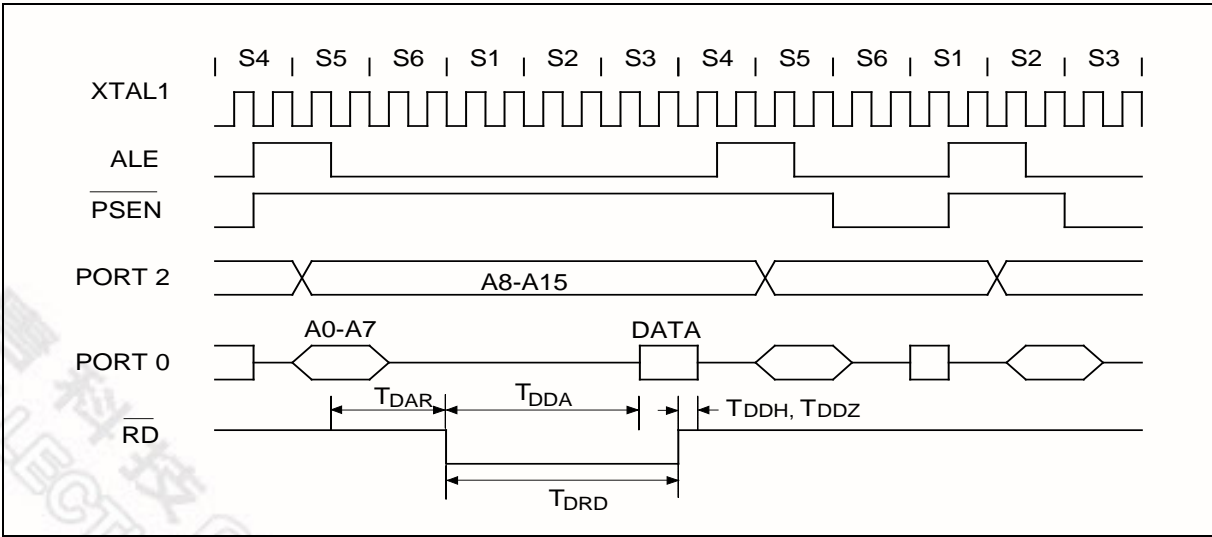 S4 S5 S6 S1 S2 S3 S4 S5 S6 S1 S2 S3
XTAL1
ALE
PSEN
PORT 2
A8-A15
A0-A7
DATA
PORT 0
TDAR
TDDA
TDDH, TDDZ
RD
TDRD